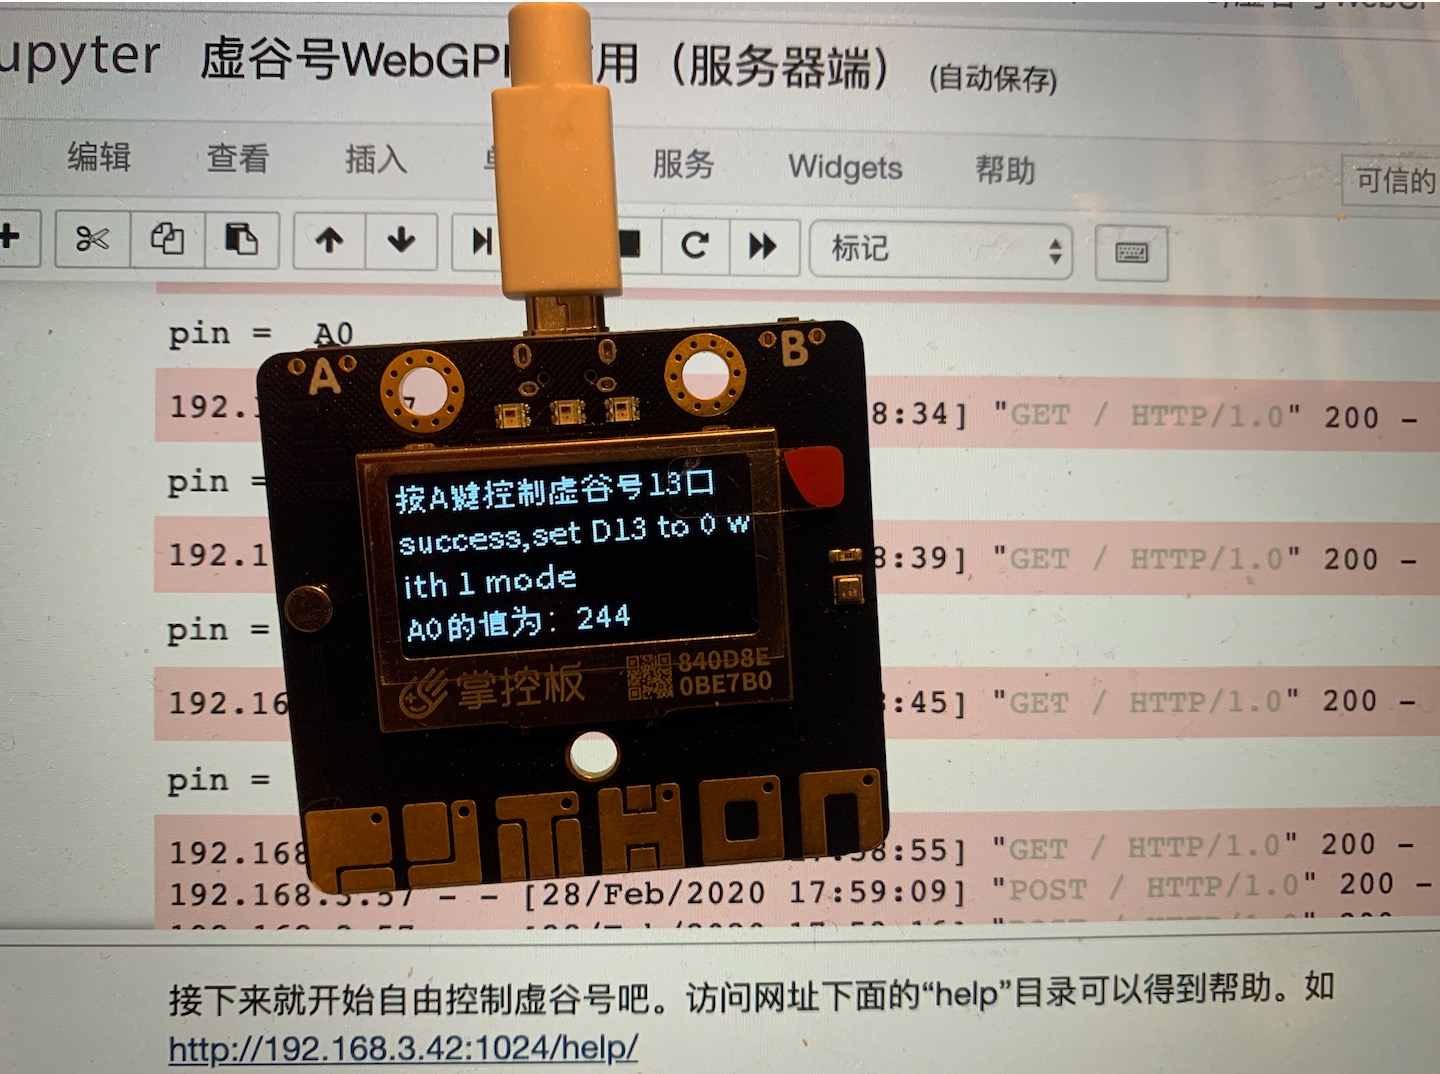 upyter 虚谷号WebGPI 用（服务器端） (自动保存)
编辑 查看 插入 服务 Widgets 帮助 可信的
标记
pin = A0
192.1 8:34] "GET / HTTP/1.0" 200 -
pin =
192.1 8:39] "GET / HTTP/1.0" 200 -
pin =
192.16 :45] "GET / HTTP/1.0" 200 -
pin =
192.168 :55] "GET / HTTP/1.0" 200 -
192.168.3.57 - - [28/Feb/2020 17:59:09] "POST / HTTP/1.0" 200 -
接下来就开始自由控制虚谷号吧。访问网址下面的“help”目录可以得到帮助。如
http://192.168.3.42:1024/help/
A B
按A键控制虚谷号13口
success,set D13 to 0 w
ith 1 mode
A0的值为：244
掌控板 840D8E
0BE7B0
PYTHON